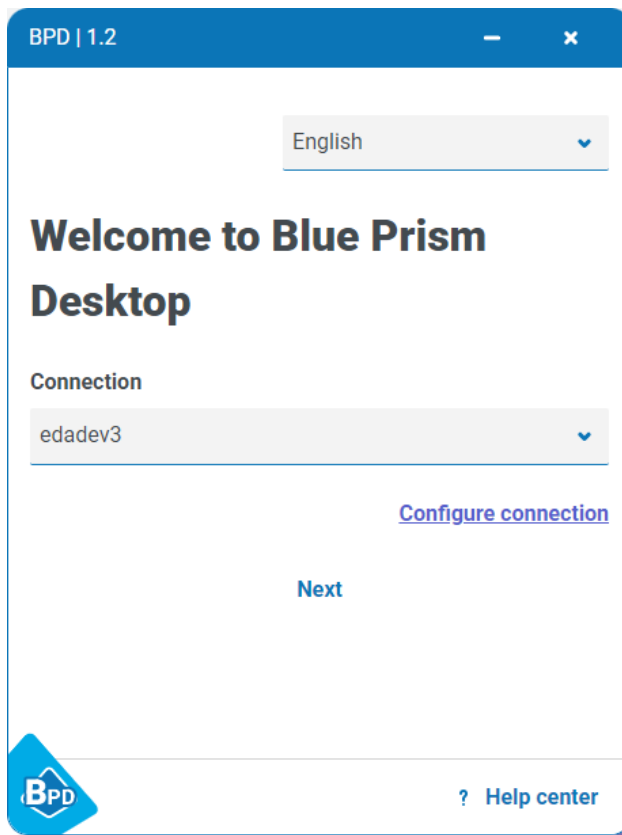 BPD | 1.2
English
Welcome to Blue Prism
Desktop
Connection
edadev3
Configure connection
Next
BPD
? Help center